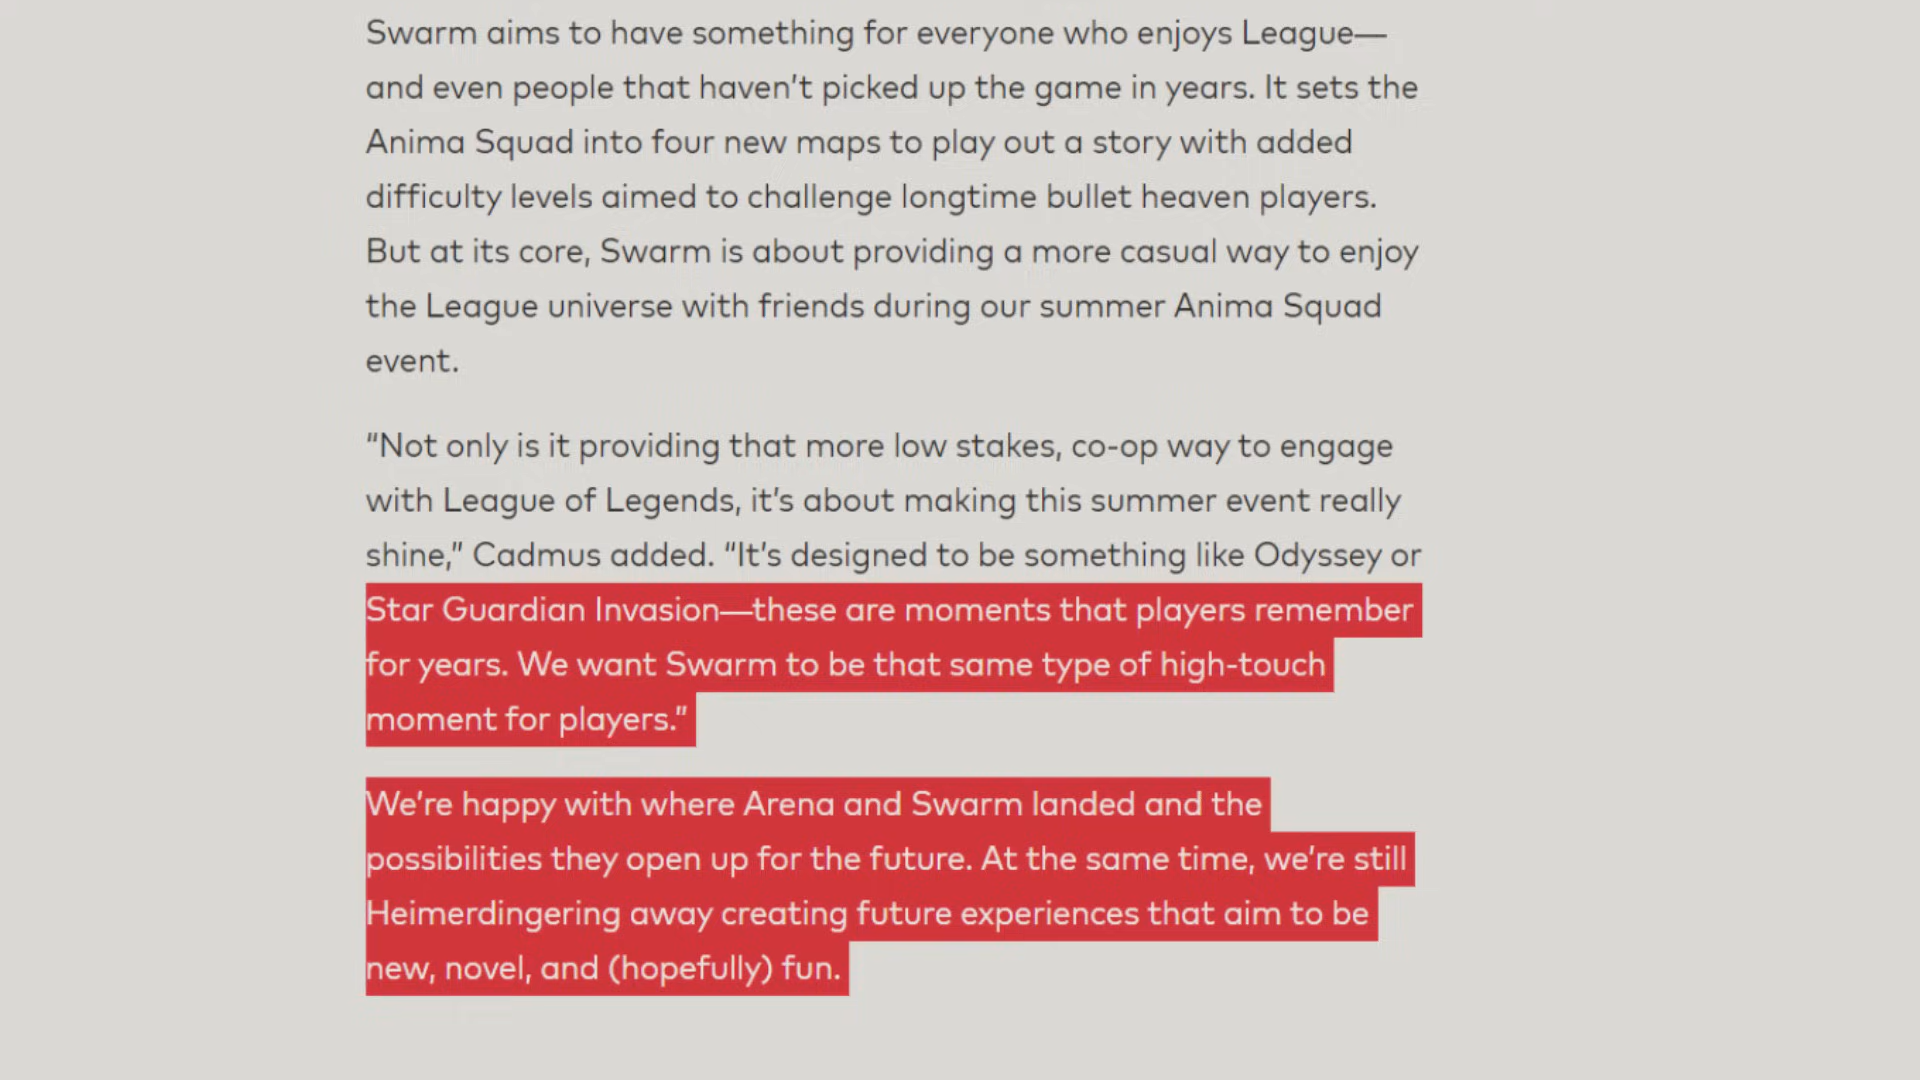 Swarm aims to have something for everyone who enjoys League—
and even people that haven’t picked up the game in years. It sets the
Anima Squad into four new maps to play out a story with added
difficulty levels aimed to challenge longtime bullet heaven players.
But at its core, Swarm is about providing a more casual way to enjoy
the League universe with friends during our summer Anima Squad
event.
“Not only is it providing that more low stakes, co-op way to engage
with League of Legends, it’s about making this summer event really
shine,” Cadmus added. “It’s designed to be something like Odyssey or
Star Guardian Invasion—these are moments that players remember
for years. We want Swarm to be that same type of high-touch
moment for players.”
We’re happy with where Arena and Swarm landed and the
possibilities they open up for the future. At the same time, we’re still
Heimerdingering away creating future experiences that aim to be
new, novel, and (hopefully) fun.